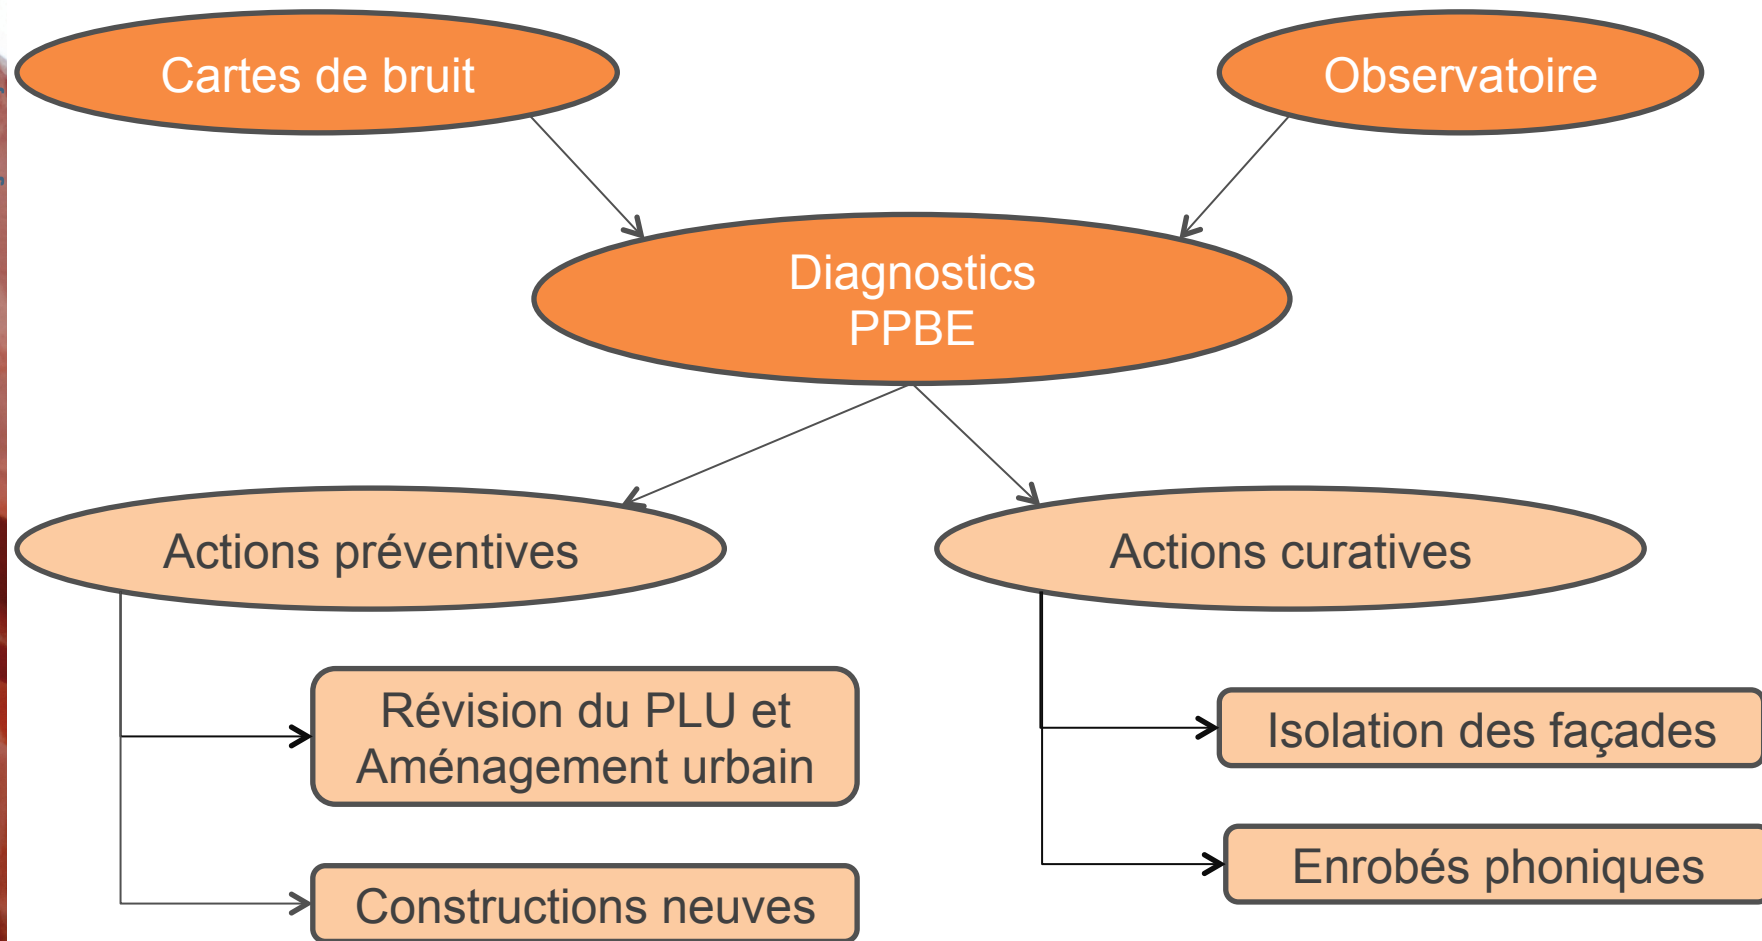 Cartes de bruit
Observatoire
Diagnostics
PPBE
Actions préventives
Actions curatives
Révision du PLU et
Aménagement urbain
Isolation des façades
Enrobés phoniques
Constructions neuves